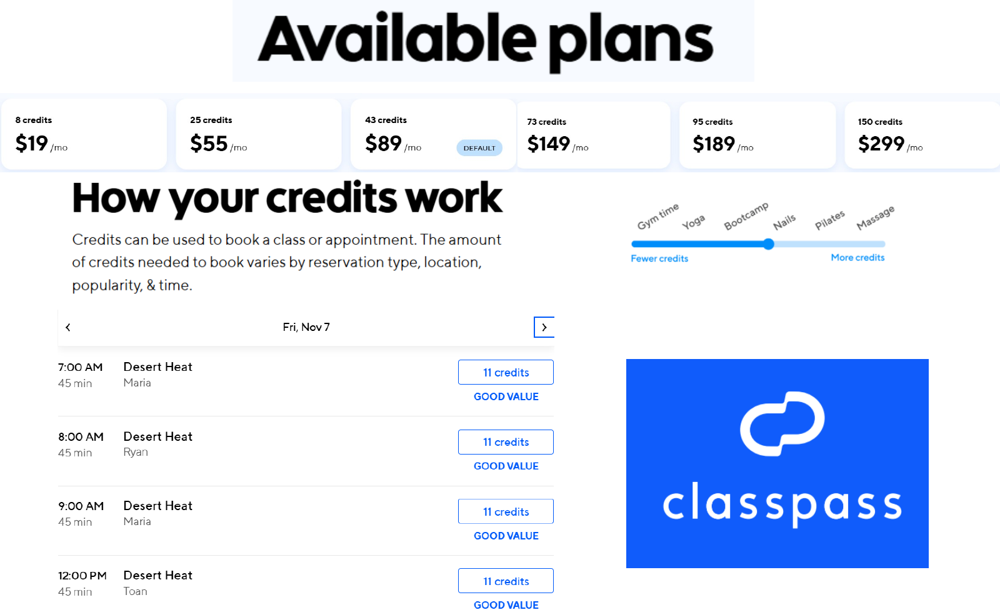 Available plans
8 credits
$19 /mo
25 credits
$55 /mo
43 credits
$89 /mo
DEFAULT
73 credits
$149 /mo
95 credits
$189 /mo
150 credits
$299 /mo
How your credits work
Credits can be used to book a class or appointment. The amount
of credits needed to book varies by reservation type, location,
popularity, & time.
Gym time
Yoga
Bootcamp
Nails
Pilates
Massage
Fewer credits
More credits
Fri, Nov 7
7:00 AM Desert Heat 11 credits
45 min Maria
GOOD VALUE
8:00 AM Desert Heat 11 credits
45 min Ryan
GOOD VALUE
9:00 AM Desert Heat 11 credits
45 min Maria
GOOD VALUE
12:00 PM Desert Heat 11 credits
45 min Toan
GOOD VALUE
classpass